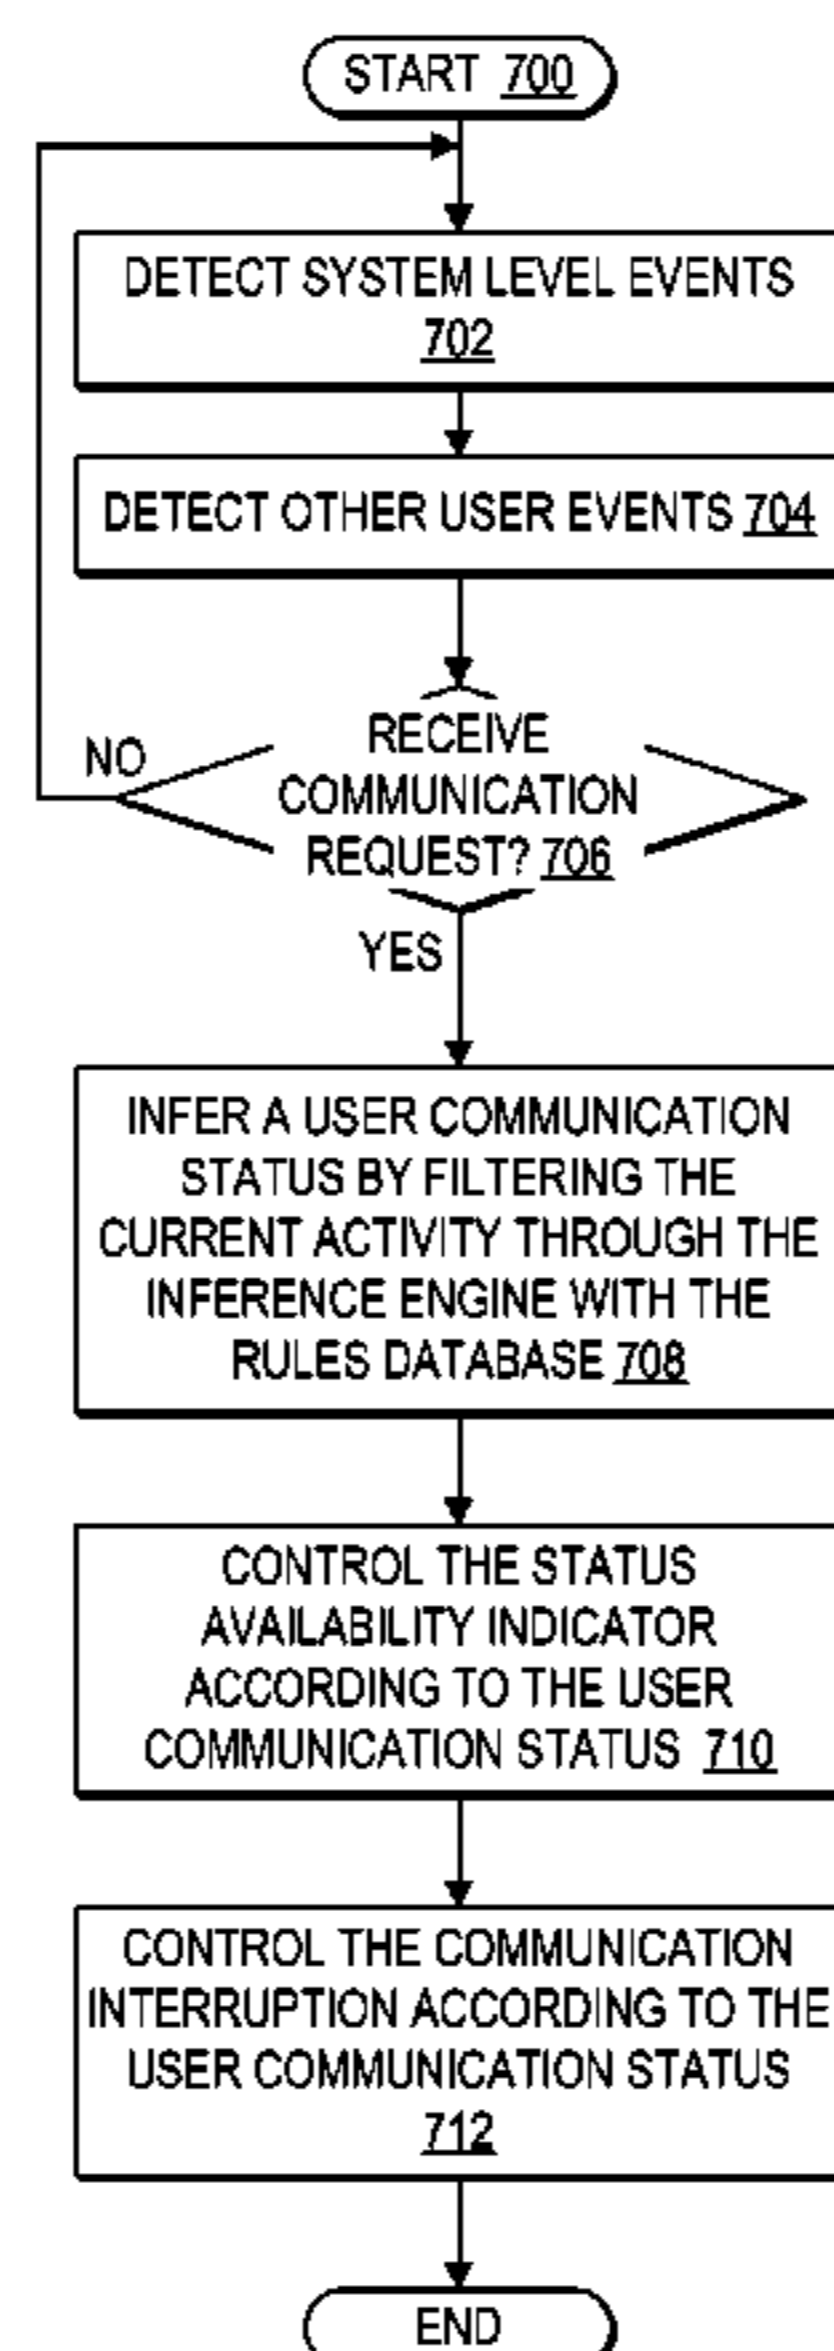 START 700
DETECT SYSTEM LEVEL EVENTS
702
DETECT OTHER USER EVENTS 704
NO
RECEIVE
COMMUNICATION
REQUEST? 706
YES
INFER A USER COMMUNICATION
STATUS BY FILTERING THE
CURRENT ACTIVITY THROUGH THE
INFERENCE ENGINE WITH THE
RULES DATABASE 708
CONTROL THE STATUS
AVAILABILITY INDICATOR
ACCORDING TO THE USER
COMMUNICATION STATUS 710
CONTROL THE COMMUNICATION
INTERRUPTION ACCORDING TO THE
USER COMMUNICATION STATUS
712
END